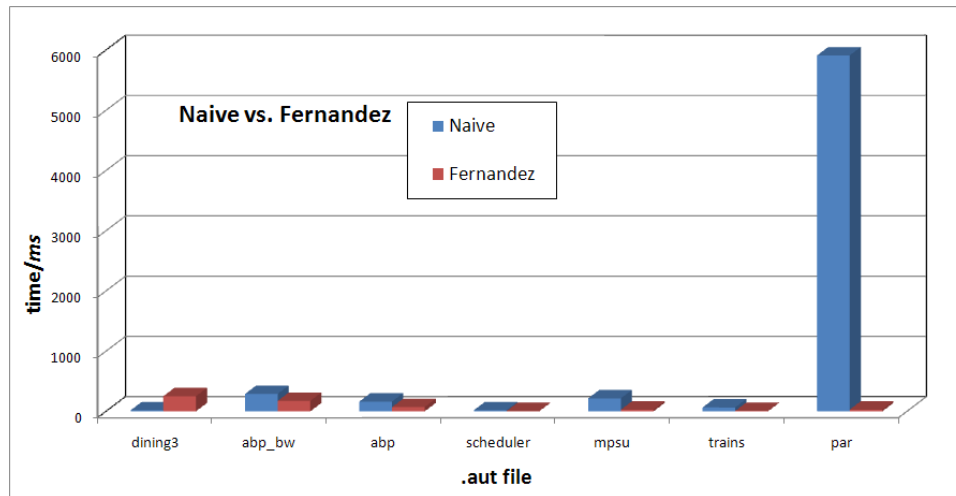 6000
5000
4000
3000
2000
1000
0
time/ms
Naive vs. Fernandez
Naive
Fernandez
dining3 abp_bw abp scheduler mpsu trains par
.aut file